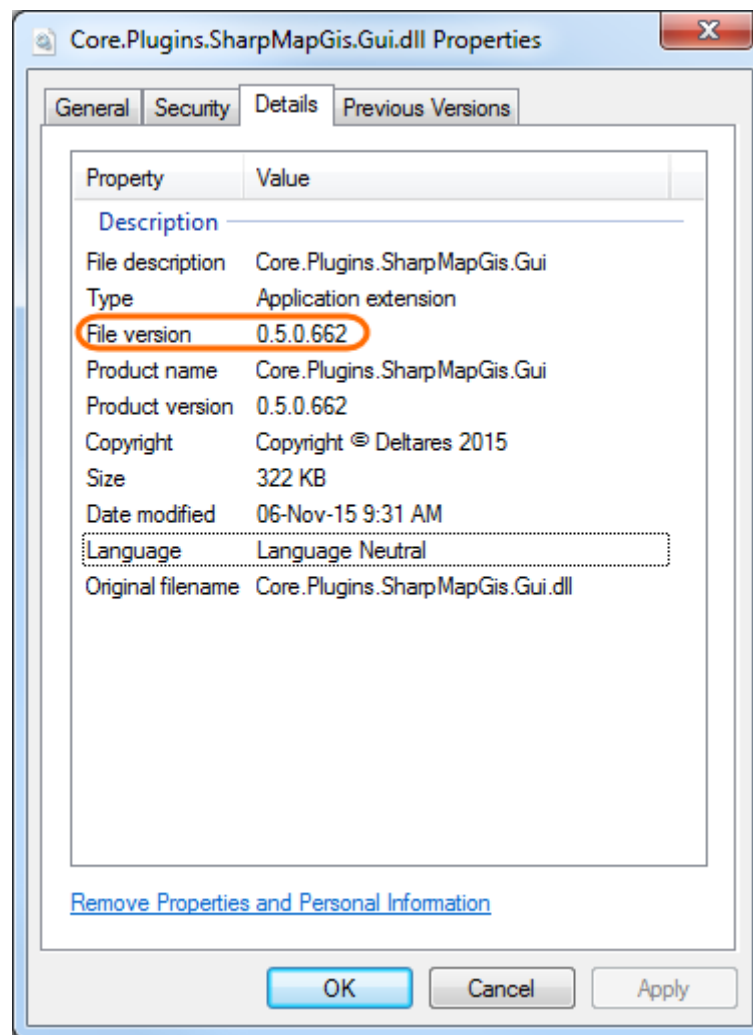 Core.Plugins.SharpMapGis.Gui.dll Properties
General Security Details Previous Versions
Property Value
Description
File description Core.Plugins.SharpMapGis.Gui
Type Application extension
File version 0.5.0.662
Product name Core.Plugins.SharpMapGis.Gui
Product version 0.5.0.662
Copyright Copyright © Deltares 2015
Size 322 KB
Date modified 06-Nov-15 9:31 AM
Language Language Neutral
Original filename Core.Plugins.SharpMapGis.Gui.dll
Remove Properties and Personal Information
OK Cancel Apply